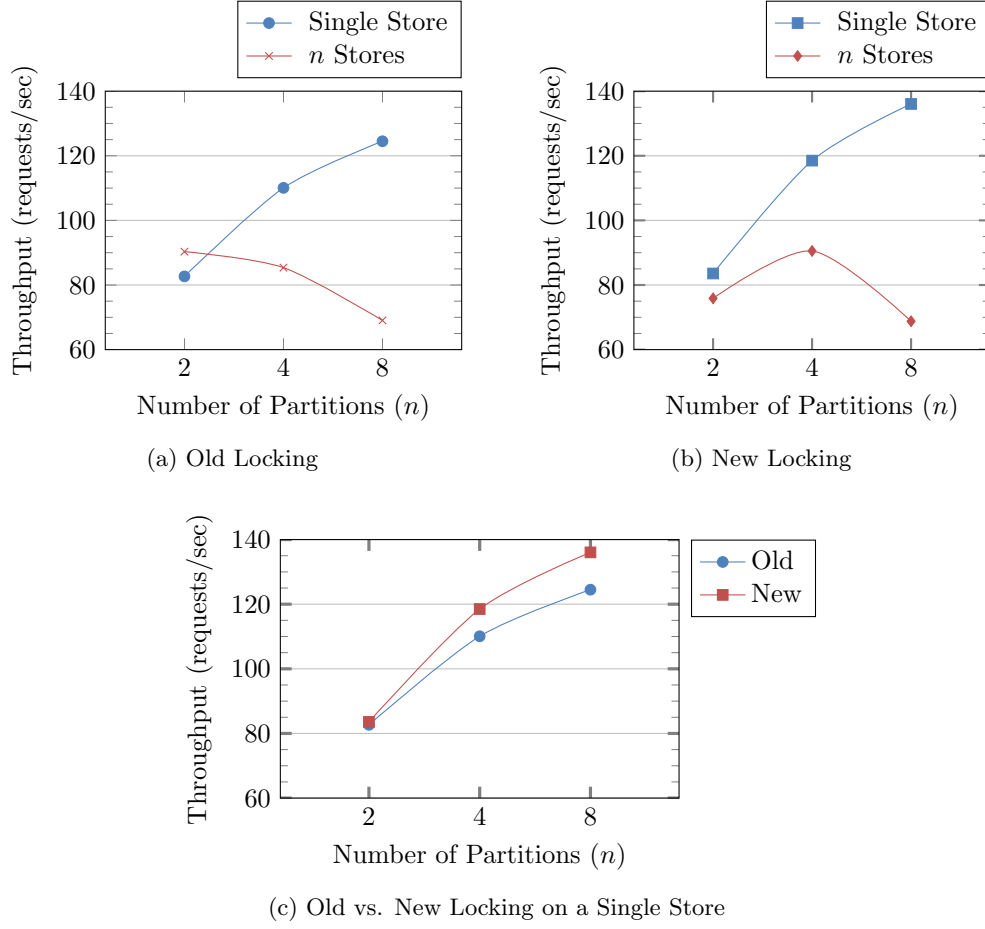 Single Store
n Stores
Throughput (requests/sec)
140
120
100
80
60
2 4 8
Number of Partitions (n)
(a) Old Locking
Single Store
n Stores
Throughput (requests/sec)
140
120
100
80
60
2 4 8
Number of Partitions (n)
(b) New Locking
Old
New
Throughput (requests/sec)
140
120
100
80
60
2 4 8
Number of Partitions (n)
(c) Old vs. New Locking on a Single Store